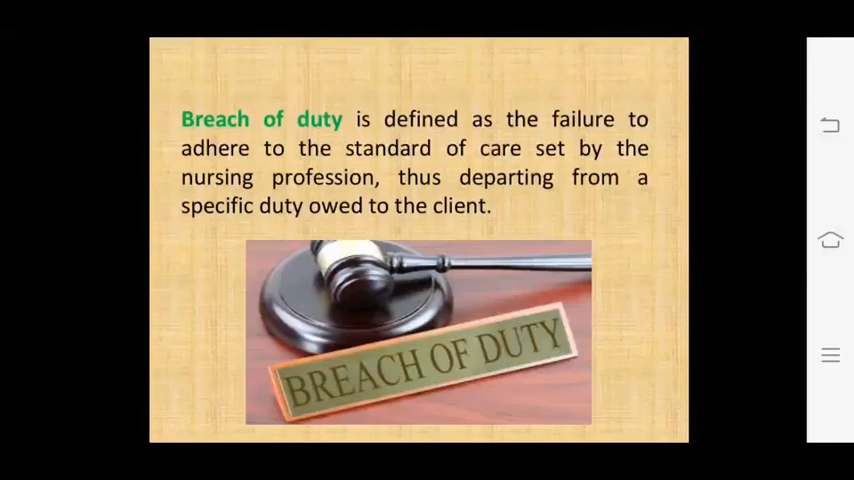 Breach of duty is defined as the failure to
adhere to the standard of care set by the
nursing profession, thus departing from a
specific duty owed to the client.
BREACH OF DUTY